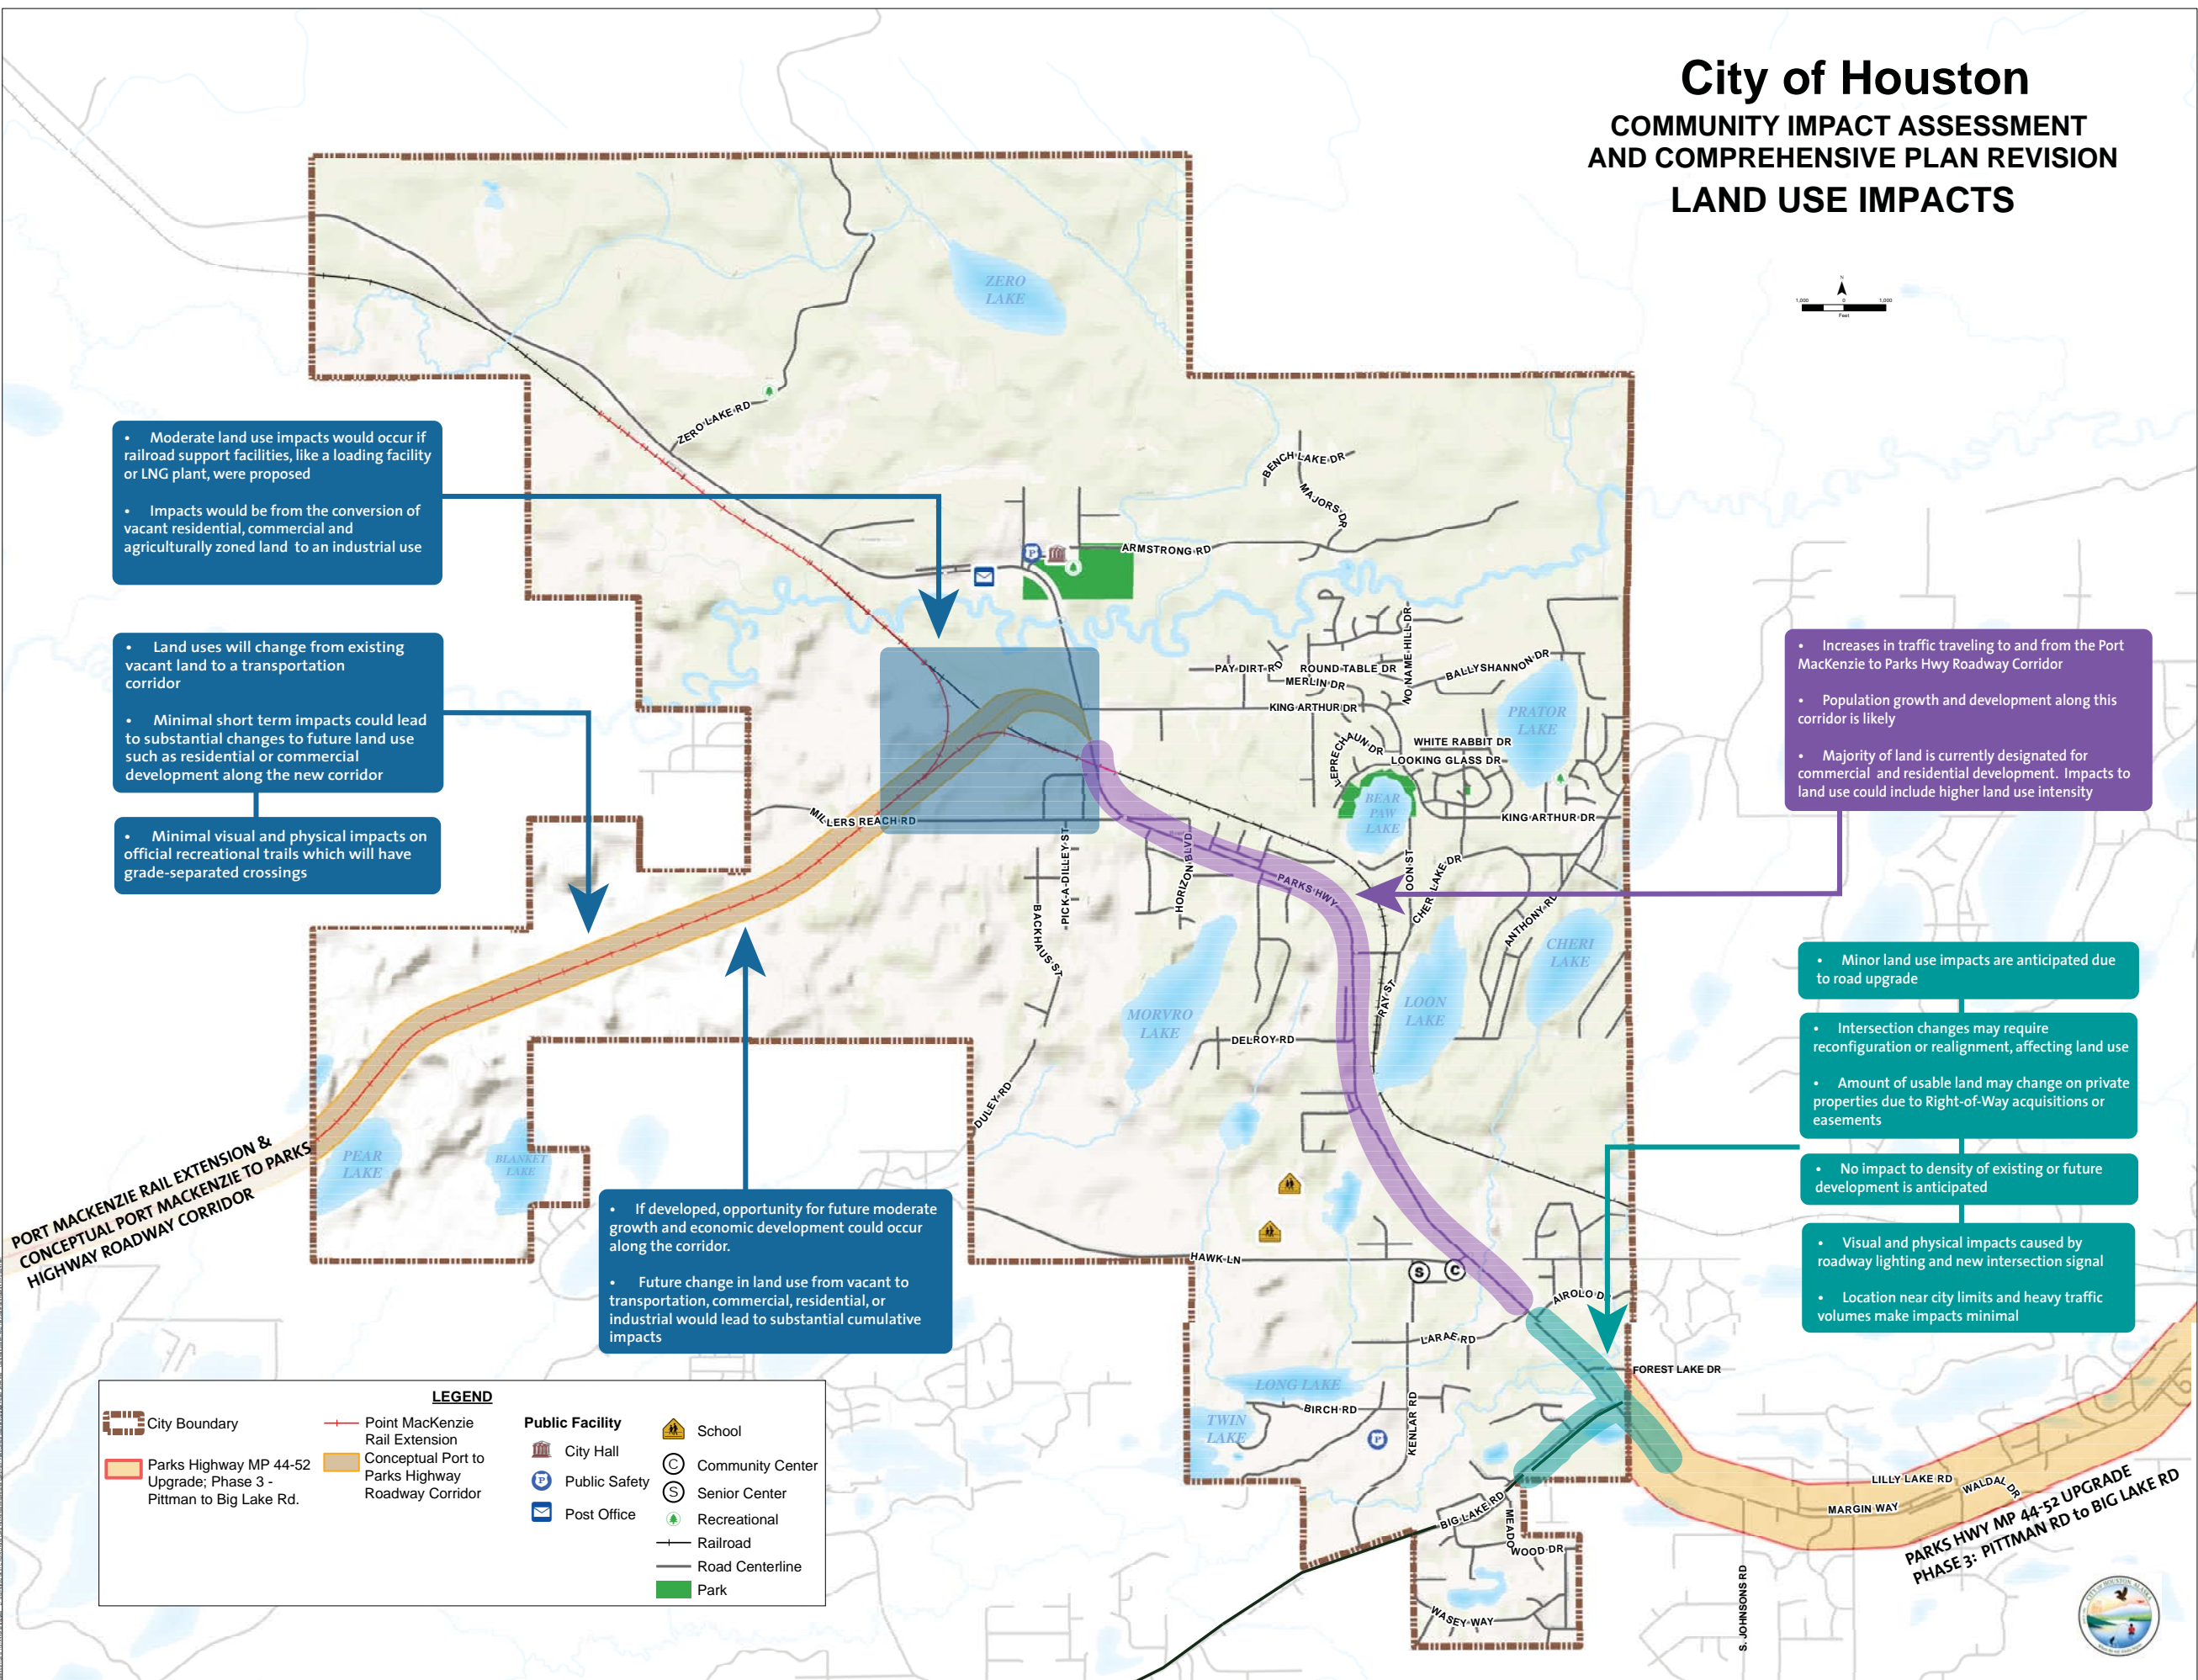 City of Houston
COMMUNITY IMPACT ASSESSMENT
AND COMPREHENSIVE PLAN REVISION
LAND USE IMPACTS
N
1,000 0 1,000
Feet
ZERO
LAKE
ZERO LAKE RD
BENCH LAKE DR
MAJORS DR
ARMSTRONG RD
• Moderate land use impacts would occur if
railroad support facilities, like a loading facility
or LNG plant, were proposed
• Impacts would be from the conversion of
vacant residential, commercial and
agriculturally zoned land to an industrial use
• Land uses will change from existing
vacant land to a transportation
corridor
• Minimal short term impacts could lead
to substantial changes to future land use
such as residential or commercial
development along the new corridor
• Minimal visual and physical impacts on
official recreational trails which will have
grade-separated crossings
• Increases in traffic traveling to and from the Port
MacKenzie to Parks Hwy Roadway Corridor
• Population growth and development along this
corridor is likely
• Majority of land is currently designated for
commercial and residential development. Impacts to
land use could include higher land use intensity
PAY DIRT RD
ROUND TABLE DR
MERLIN DR
NO NAME HILL DR
BALLYSHANNON DR
KING ARTHUR DR
PRATOR
LAKE
LEPRECHAUN DR
WHITE RABBIT DR
LOOKING GLASS DR
BEAR
PAW
LAKE
KING ARTHUR DR
MILLERS REACH RD
PICK-A-DILLEY ST
HORIZON BLVD
PARKS HWY
OON ST
CHER LAKE DR
ANTHONY RD
BACKHAUS ST
CHERI
LAKE
RAY ST
LOON
LAKE
MORVRO
LAKE
DELROY RD
DULEY RD
• Minor land use impacts are anticipated due
to road upgrade
• Intersection changes may require
reconfiguration or realignment, affecting land use
• Amount of usable land may change on private
properties due to Right-of-Way acquisitions or
easements
• No impact to density of existing or future
development is anticipated
• Visual and physical impacts caused by
roadway lighting and new intersection signal
• Location near city limits and heavy traffic
volumes make impacts minimal
PEAR
LAKE
BLANKET
LAKE
PORT MACKENZIE RAIL EXTENSION &
CONCEPTUAL PORT MACKENZIE TO PARKS
HIGHWAY ROADWAY CORRIDOR
• If developed, opportunity for future moderate
growth and economic development could occur
along the corridor.
• Future change in land use from vacant to
transportation, commercial, residential, or
industrial would lead to substantial cumulative
impacts
HAWK LN
S
C
AIROLO D
LARAE RD
FOREST LAKE DR
LONG LAKE
BIRCH RD
TWIN
LAKE
P
KENLAR RD
BIG LAKE RD
MEADO
WOOD DR
WASEY WAY
LILLY LAKE RD
WALDAL DR
MARGIN WAY
S. JOHNSONS RD
PARKS HWY MP 44-52 UPGRADE
PHASE 3: PITTMAN RD to BIG LAKE RD
LEGEND
City Boundary
Parks Highway MP 44-52
Upgrade; Phase 3 -
Pittman to Big Lake Rd.
Point MacKenzie
Rail Extension
Conceptual Port to
Parks Highway
Roadway Corridor
Public Facility
City Hall
P Public Safety
Post Office
School
C Community Center
S Senior Center
Recreational
Railroad
Road Centerline
Park